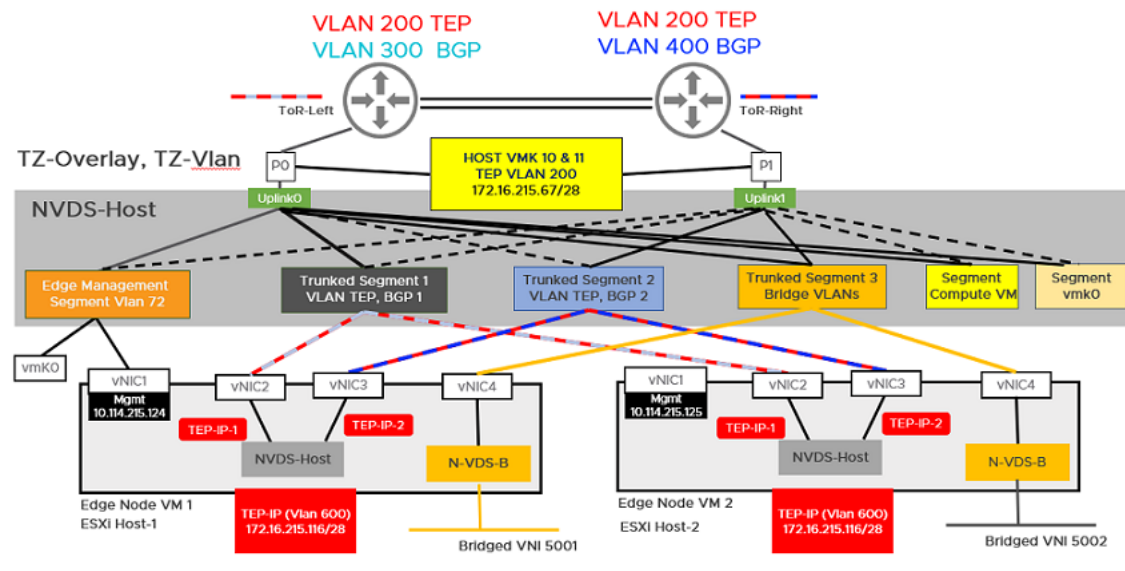 VLAN 200 TEP
VLAN 300 BGP
VLAN 200 TEP
VLAN 400 BGP
ToR-Left
ToR-Right
TZ-Overlay, TZ-Vlan
P0
HOST VMK 10 & 11
TEP VLAN 200
172.16.215.67/28
P1
NVDS-Host
Uplink0
Uplink1
Edge Management
Segment Vlan 72
Trunked Segment 1
VLAN TEP, BGP 1
Trunked Segment 2
VLAN TEP, BGP 2
Trunked Segment 3
Bridge VLANs
Segment
Compute VM
Segment
vmk0
vmK0
vNIC1
Mgmt
10.114.215.124
vNIC2
vNIC3
vNIC4
TEP-IP-1
TEP-IP-2
NVDS-Host
N-VDS-B
Edge Node VM 1
ESXi Host-1
TEP-IP (Vlan 600)
172.16.215.116/28
Bridged VNI 5001
vNIC1
Mgmt
10.114.215.125
vNIC2
vNIC3
vNIC4
TEP-IP-1
TEP-IP-2
NVDS-Host
N-VDS-B
Edge Node VM 2
ESXi Host-2
TEP-IP (Vlan 600)
172.16.215.116/28
Bridged VNI 5002